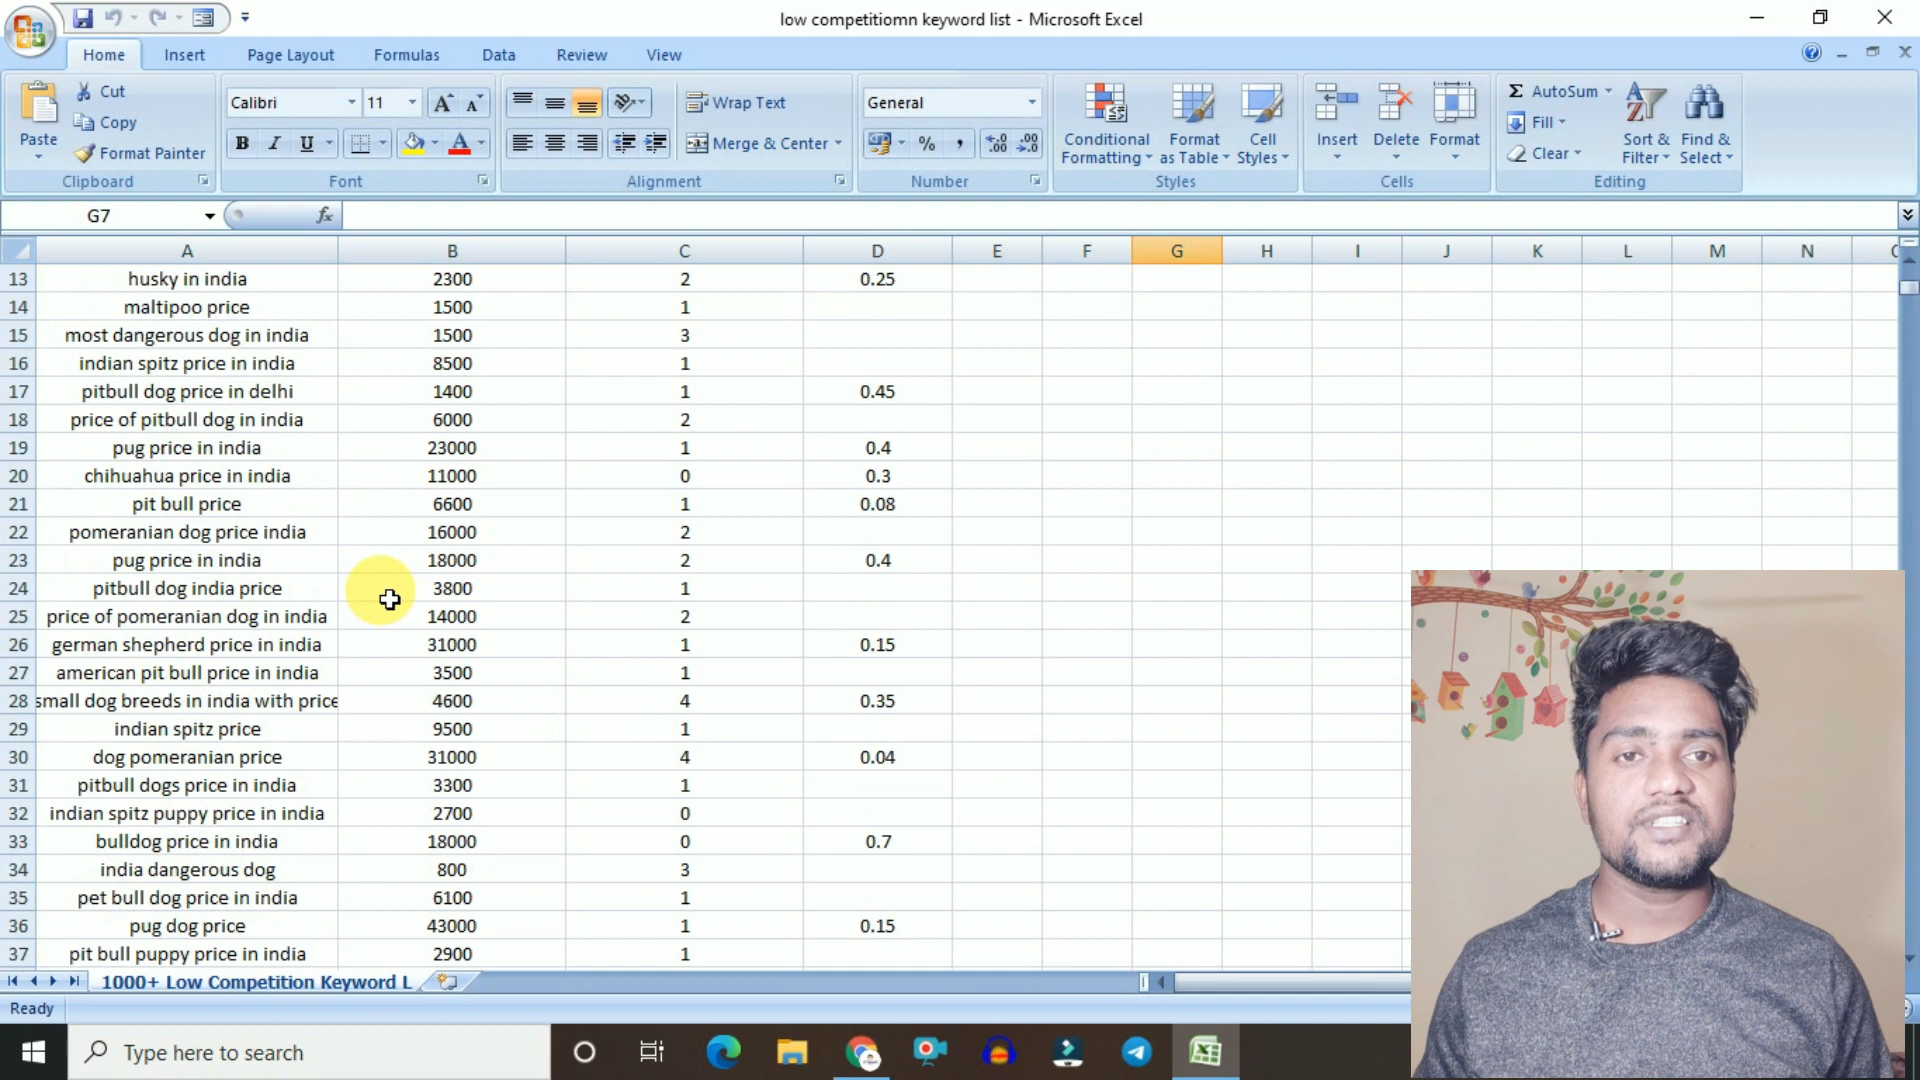 low competitiomn keyword list - Microsoft Excel
Home Insert Page Layout Formulas Data Review View
Paste Cut Copy Format Painter Clipboard
Calibri 11 A A B I U A Font
Wrap Text Merge & Center Alignment
General % , .0 .00 .00 .0 Number
Conditional Formatting Format as Table Cell Styles Styles
Insert Delete Format Cells
Σ AutoSum Fill Clear Sort & Filter Find & Select Editing
G7 fx
A B C D E F G H I J K L M N
13 husky in india 2300 2 0.25
14 maltipoo price 1500 1
15 most dangerous dog in india 1500 3
16 indian spitz price in india 8500 1
17 pitbull dog price in delhi 1400 1 0.45
18 price of pitbull dog in india 6000 2
19 pug price in india 23000 1 0.4
20 chihuahua price in india 11000 0 0.3
21 pit bull price 6600 1 0.08
22 pomeranian dog price india 16000 2
23 pug price in india 18000 2 0.4
24 pitbull dog india price 3800 1
25 price of pomeranian dog in india 14000 2
26 german shepherd price in india 31000 1 0.15
27 american pit bull price in india 3500 1
28 small dog breeds in india with price 4600 4 0.35
29 indian spitz price 9500 1
30 dog pomeranian price 31000 4 0.04
31 pitbull dogs price in india 3300 1
32 indian spitz puppy price in india 2700 0
33 bulldog price in india 18000 0 0.7
34 india dangerous dog 800 3
35 pet bull dog price in india 6100 1
36 pug dog price 43000 1 0.15
37 pit bull puppy price in india 2900 1
1000+ Low Competition Keyword L
Ready
Type here to search